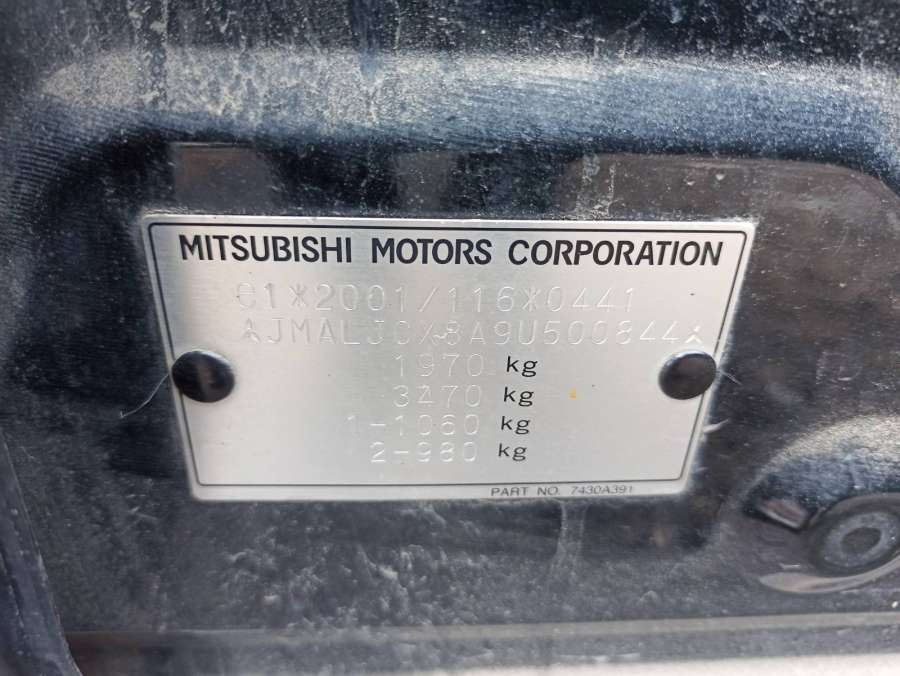 MITSUBISHI MOTORS CORPORATION
e1*2001/116*0441
JMALJCX8A9U500844
1970 kg
3470 kg
1-1060 kg
2-980 kg
PART NO. 7430A391